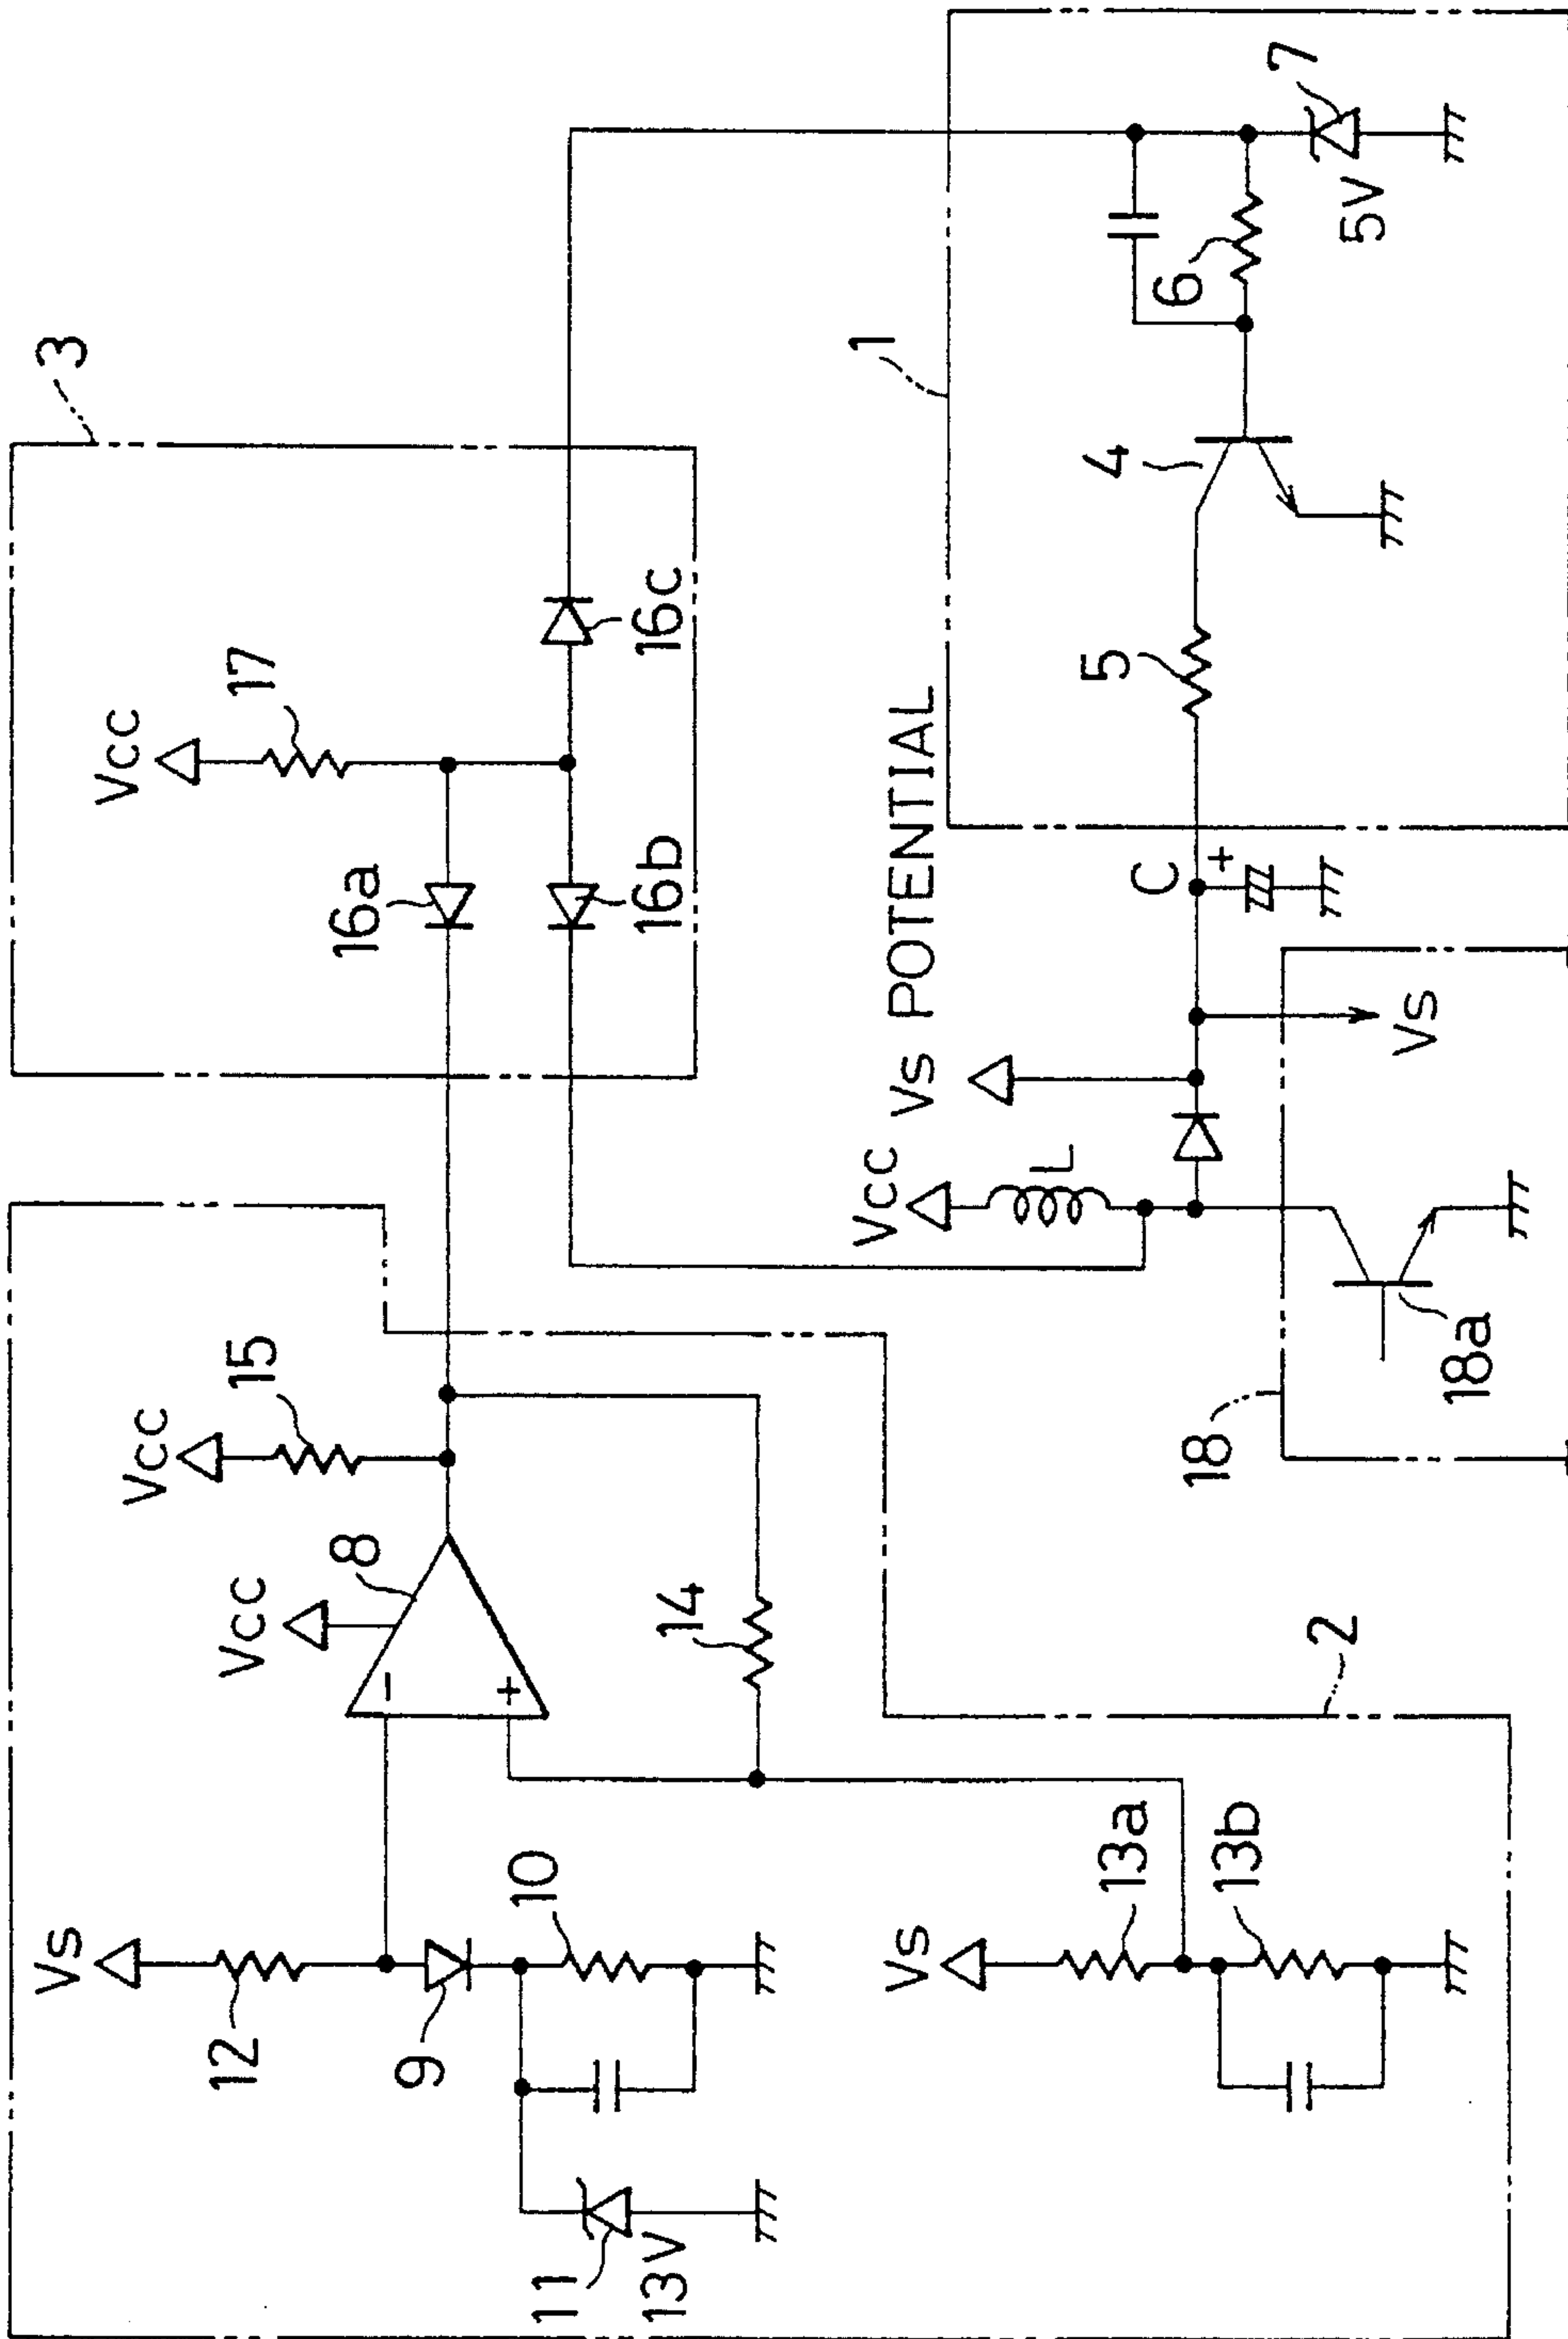 3
Vcc
17
16a
16b
16c
Vcc
15
Vcc
8
-
+
14
Vs
12
9
10
11
13V
Vs
13a
13b
2
Vcc
L
Vs POTENTIAL
Vs
C
+
18
18a
1
5
4
6
7
5V